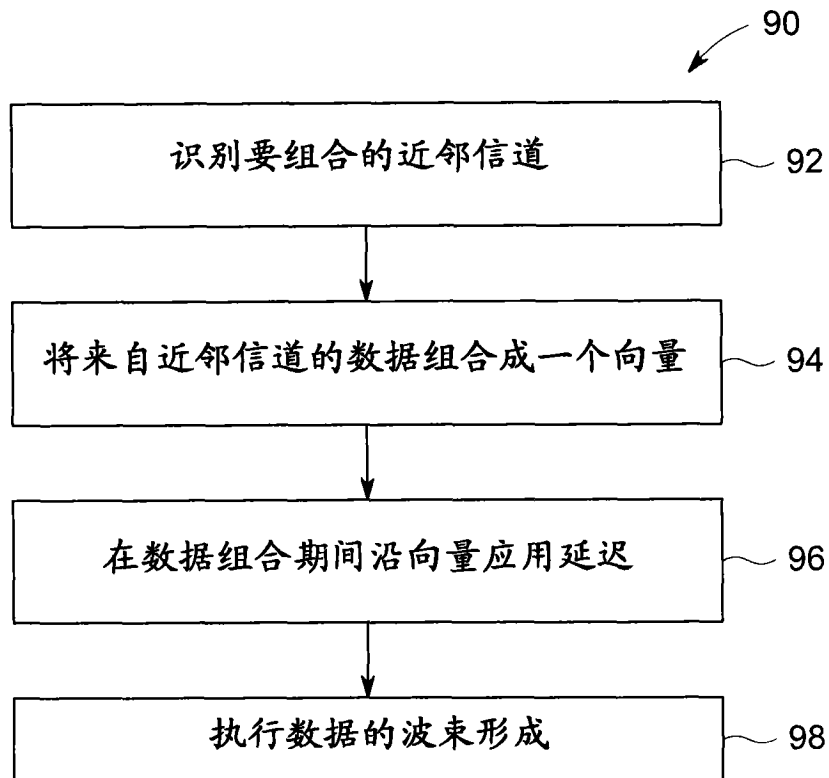 90
识别要组合的近邻信道
92
将来自近邻信道的数据组合成一个向量
94
在数据组合期间沿向量应用延迟
96
执行数据的波束形成
98